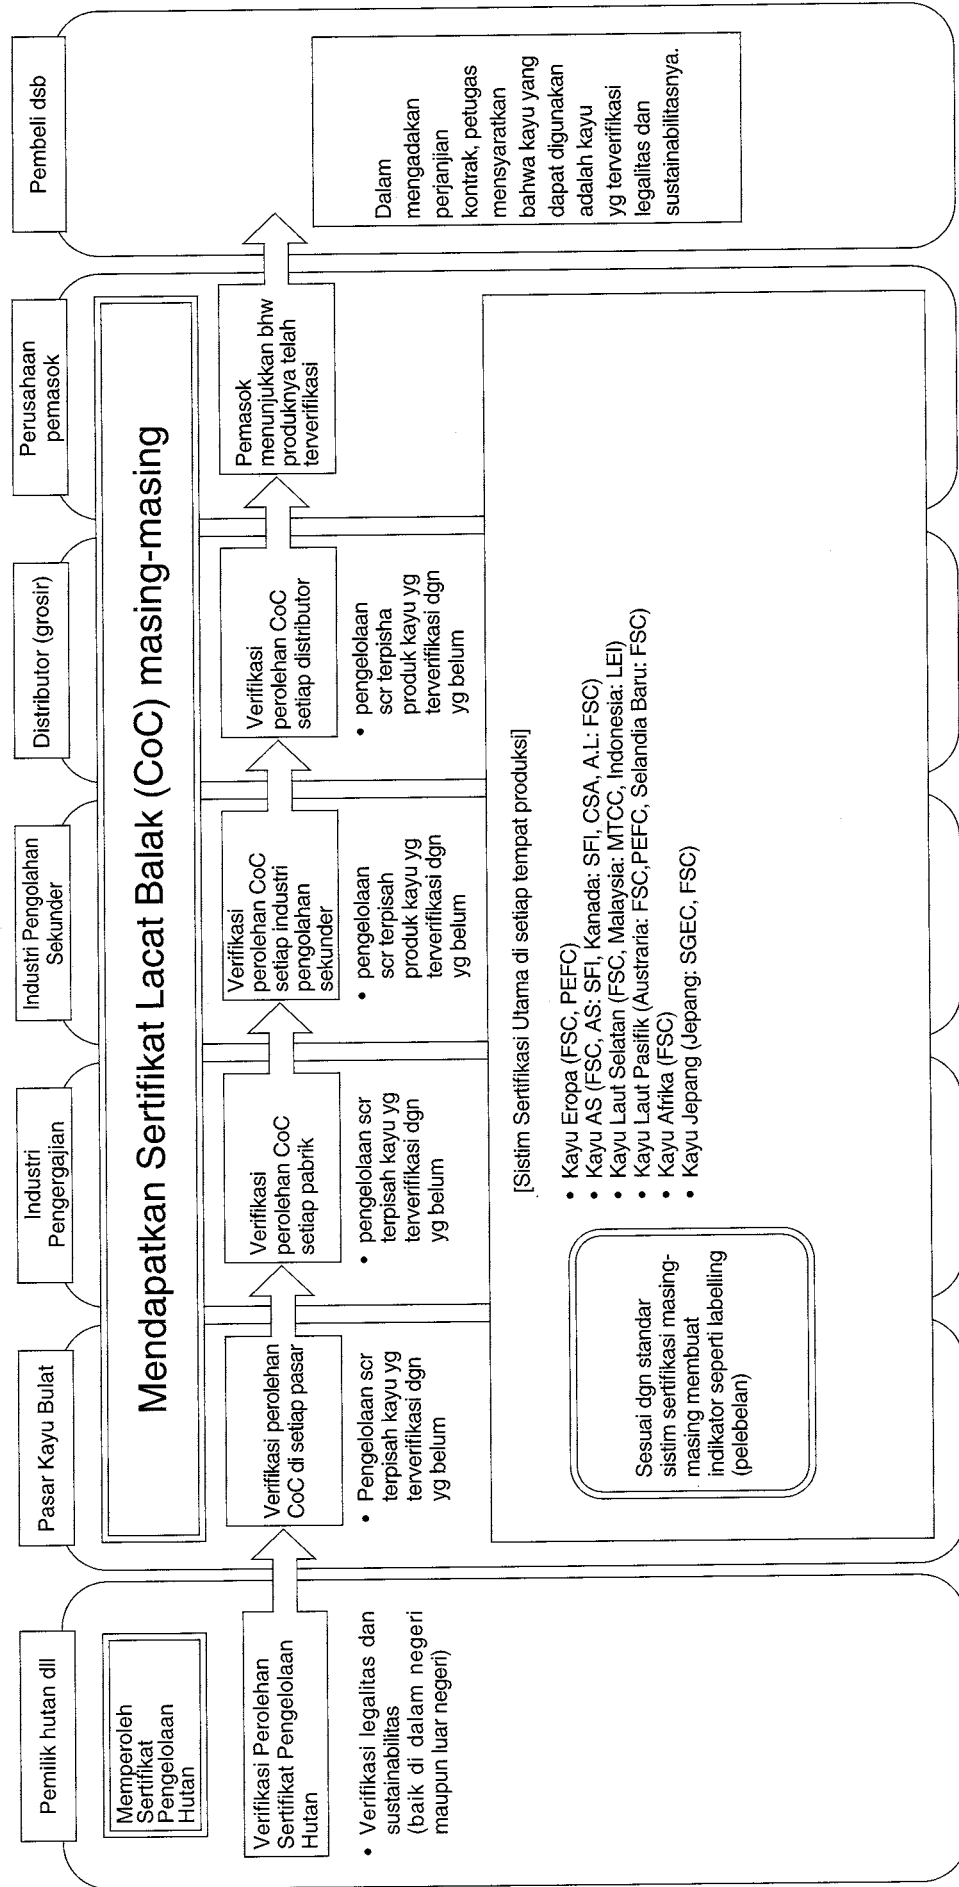 Pemilik hutan dll
Memperoleh
Sertifikat
Pengelolaan
Hutan
Verifikasi Perolehan
Sertifikat Pengelolaan
Hutan
• Verifikasi legalitas dan
sustainabilitas
(baik di dalam negeri
maupun luar negeri)
Pasar Kayu Bulat
Mendapatkan Sertifikat Lacat Balak (CoC) masing-masing
Verifikasi perolehan
CoC di setiap pasar
• Pengelolaan scr
terpisah kayu yg
terverifikasi dgn
yg belum
Industri
Pengergajian
Verifikasi
perolehan CoC
setiap pabrik
• pengelolaan scr
terpisah kayu yg
terverifikasi dgn
yg belum
Industri Pengolahan
Sekunder
Verifikasi
perolehan CoC
setiap industri
pengolahan
sekunder
• pengelolaan
scr terpisah
produk kayu yg
terverifikasi dgn
yg belum
Distributor (grosir)
Verifikasi
perolehan CoC
setiap distributor
• pengelolaan
scr terpisha
produk kayu yg
terverifikasi dgn
yg belum
Perusahaan
pemasok
Pemasok
menunjukkan bhw
produknya telah
terverifikasi
Pembeli dsb
Dalam
mengadakan
perjanjian
kontrak, petugas
mensyaratkan
bahwa kayu yang
dapat digunakan
adalah kayu
yg terverifikasi
legalitas dan
sustainabilitasnya.
Sesuai dgn standar
sistim sertifikasi masing-
masing membuat
indikator seperti labelling
(pelebelan)
[Sistim Sertifikasi Utama di setiap tempat produksi]
• Kayu Eropa (FSC, PEFC)
• Kayu AS (FSC, AS: SFI, Kanada: SFI, CSA, A.L: FSC)
• Kayu Laut Selatan (FSC, Malaysia: MTCC, Indonesia: LEI)
• Kayu Laut Pasifik (Austraria: FSC,PEFC, Selandia Baru: FSC)
• Kayu Afrika (FSC)
• Kayu Jepang (Jepang: SGEC, FSC)